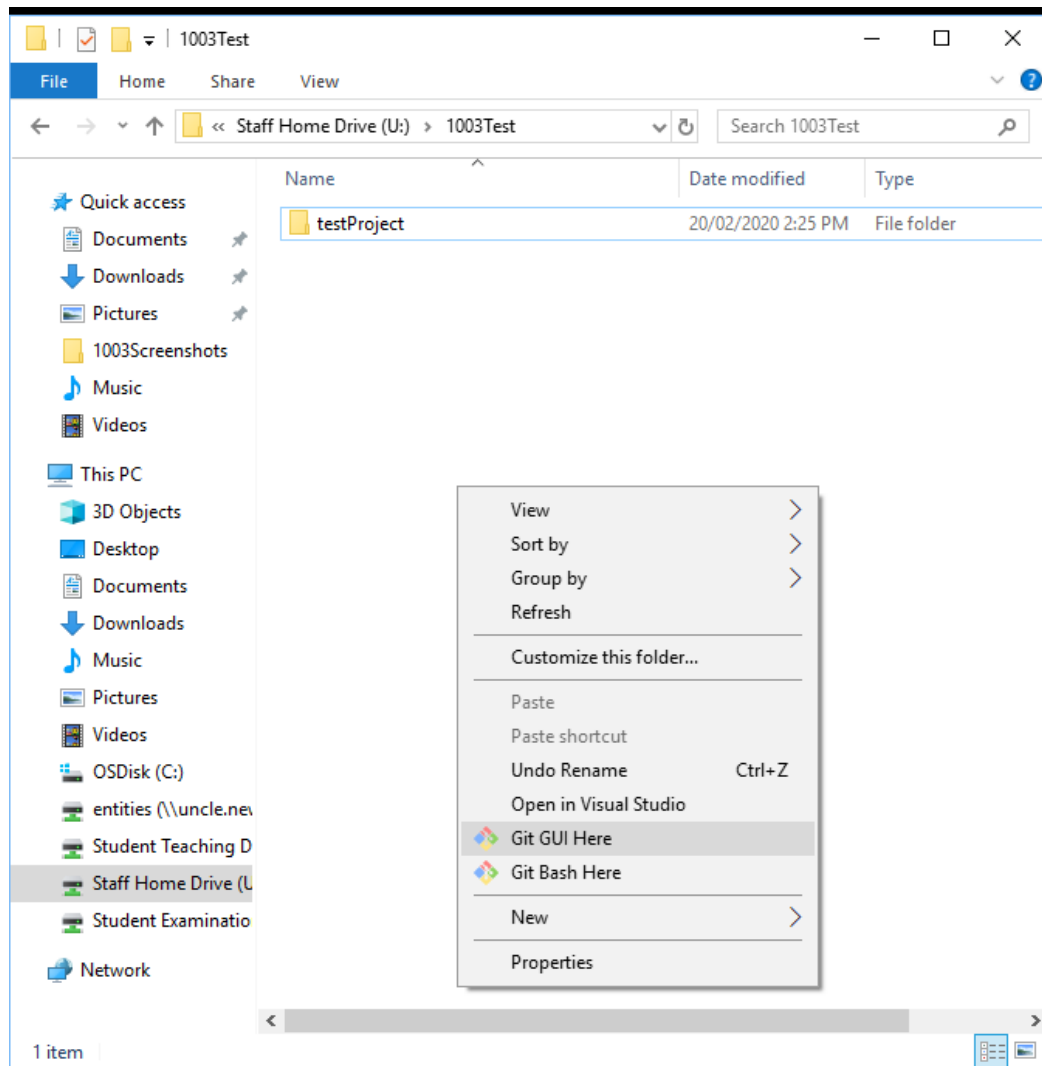 1003Test
File Home Share View
« Staff Home Drive (U:) > 1003Test Search 1003Test
Name Date modified Type
testProject 20/02/2020 2:25 PM File folder
Quick access
Documents
Downloads
Pictures
1003Screenshots
Music
Videos
This PC
3D Objects
Desktop
Documents
Downloads
Music
Pictures
Videos
OSDisk (C:)
entities (\\uncle.nev
Student Teaching D
Staff Home Drive (U
Student Examinatio
Network
View
Sort by
Group by
Refresh
Customize this folder...
Paste
Paste shortcut
Undo Rename Ctrl+Z
Open in Visual Studio
Git GUI Here
Git Bash Here
New
Properties
1 item